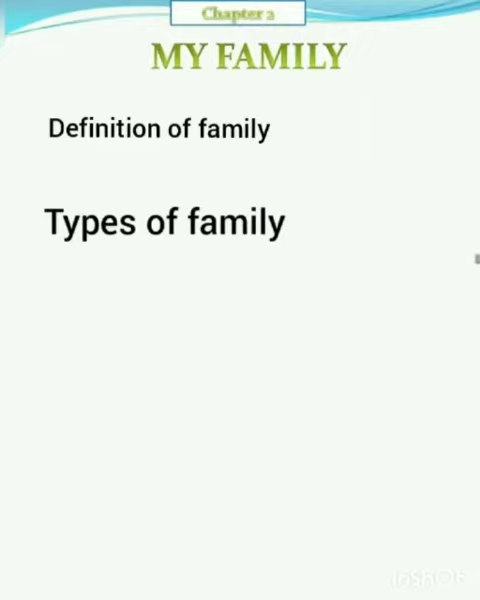 Chapter 2
MY FAMILY
Definition of family
Types of family
InShot